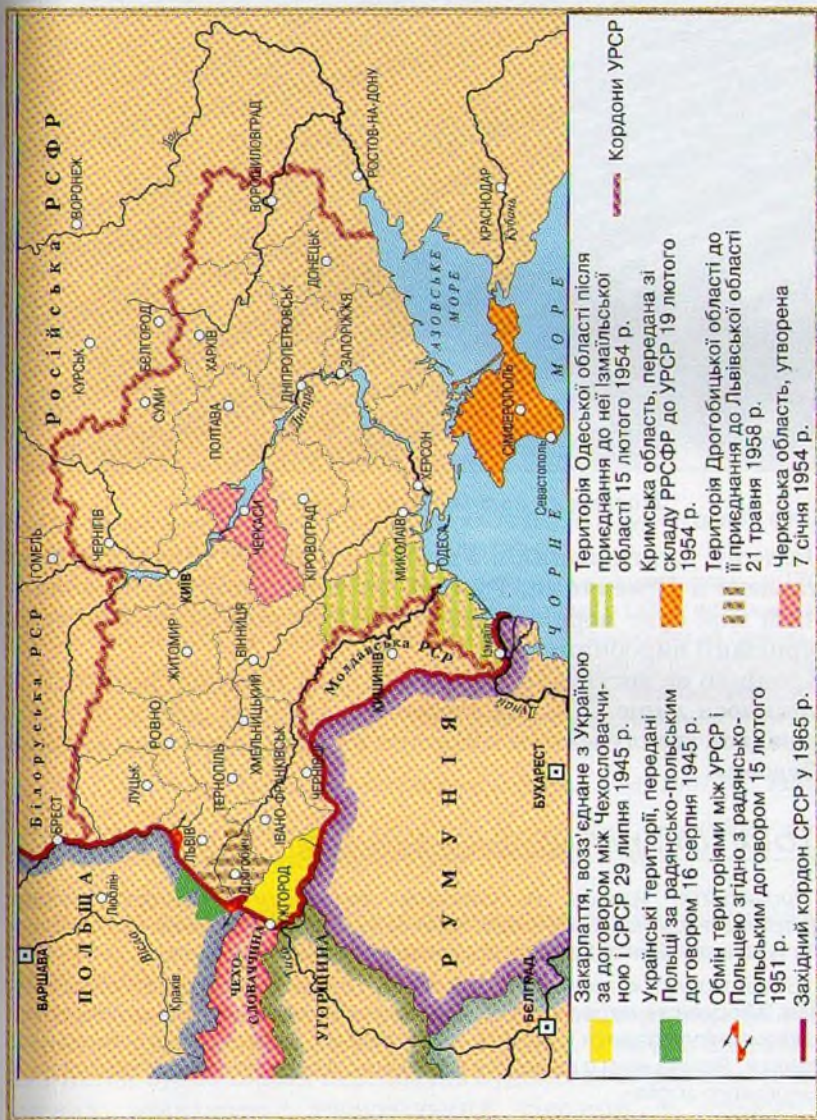 ВАРШАВА
ПОЛЬЩА
Люблін
Вісла
Краків
БРЕСТ
Білоруська РСР
ГОМЕЛЬ
Російська РСФР
КУРСЬК
ВОРОНЕЖ
Дон
ЛУЦЬК
РОВНО
ЖИТОМИР
КИЇВ
ЧЕРНІГІВ
СУМИ
БЕЛГОРОД
ЛЬВІВ
Дрогобич
ТЕРНОПІЛЬ
ХМЕЛЬНИЦЬКИЙ
ВІННИЦЯ
ЧЕРКАСИ
ПОЛТАВА
ХАРКІВ
ВОРОШИЛОВГРАД
ЧЕХО-
СЛОВАЧЧИНА
УЖГОРОД
ІВАНО-ФРАНКІВСЬК
ЧЕРНІВЦІ
КІРОВОГРАД
Дніпро
ДНІПРОПЕТРОВСЬК
ЗАПОРІЖЖЯ
ДОНЕЦЬК
РОСТОВ-НА-ДОНУ
УГОРЩИНА
РУМУНІЯ
Молдавська РСР
КИШИНІВ
МИКОЛАЇВ
ОДЕСА
ХЕРСОН
АЗОВСЬКЕ
МОРЕ
КРАСНОДАР
Кубань
БЕЛГРАД
БУХАРЕСТ
Дунай
Ізмаїл
СИМФЕРОПОЛЬ
Севастополь
ЧОРНЕ МОРЕ
Закарпаття, возз'єднане з Україною
за договором між Чехословаччи-
ною і СРСР 29 липня 1945 р.
Українські території, передані
Польщі за радянсько-польським
договором 16 серпня 1945 р.
Обмін територіями між УРСР і
Польщею згідно з радянсько-
польським договором 15 лютого
1951 р.
Західний кордон СРСР у 1965 р.
Територія Одеської області після
приєднання до неї Ізмаїльської
області 15 лютого 1954 р.
Кримська область, передана зі
складу РРСФР до УРСР 19 лютого
1954 р.
Територія Дрогобицької області до
її приєднання до Львівської області
21 травня 1958 р.
Черкаська область, утворена
7 січня 1954 р.
Кордони УРСР